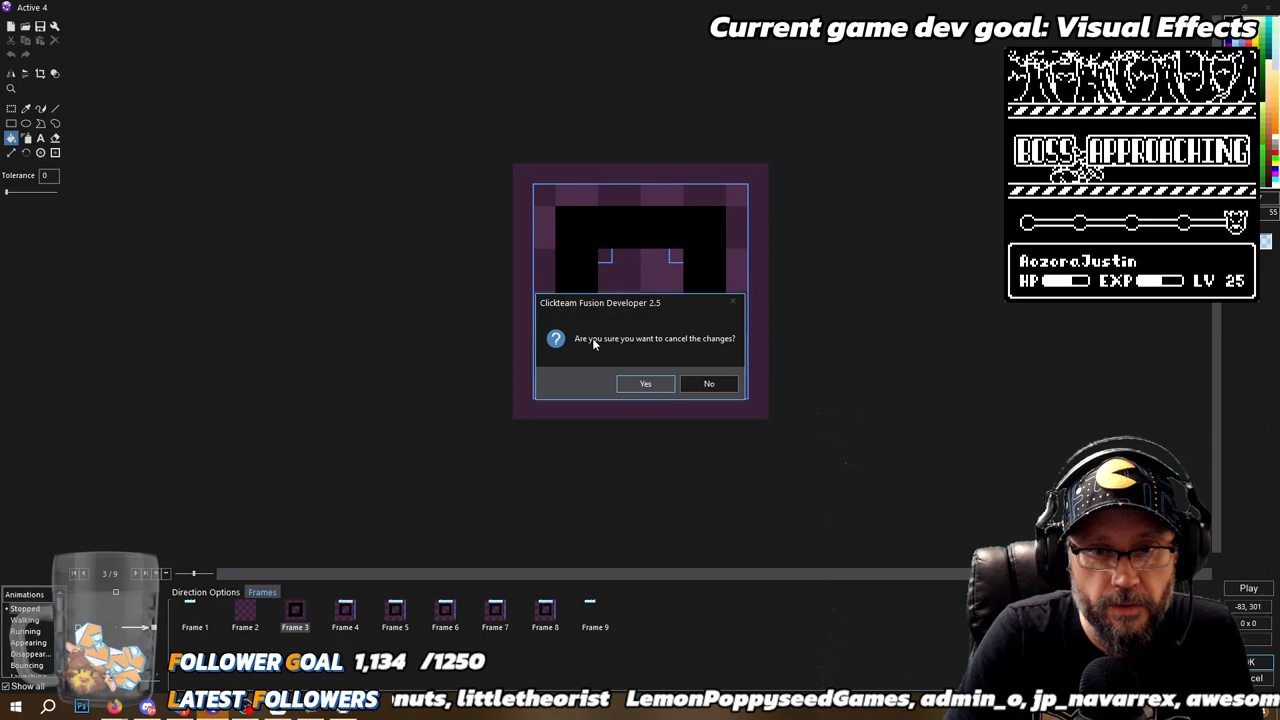 Active 4
Current game dev goal: Visual Effects
BOSS APPROACHING
AozoraJustin
HP EXP LV 25
Tolerance 0
55
Clickteam Fusion Developer 2.5
Are you sure you want to cancel the changes?
Yes No
3 / 9
Animations
Stopped
Walking
Running
Appearing
Disappear...
Bouncing
Show all
Direction Options Frames
Frame 1 Frame 2 Frame 3 Frame 4 Frame 5 Frame 6 Frame 7 Frame 8 Frame 9
Play
-83, 301
0 x 0
FOLLOWER GOAL 1,134 /1250
LATEST FOLLOWERS onuts, littletheorist LemonPoppyseedGames, admin_o, jp_navarrex, awesom